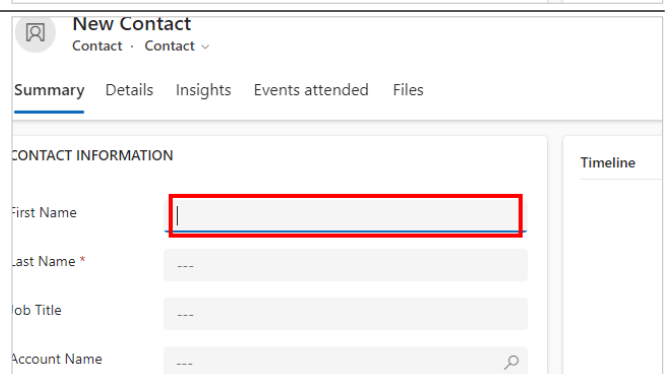 New Contact
Contact · Contact
Summary Details Insights Events attended Files
CONTACT INFORMATION
Timeline
First Name
Last Name *
---
Job Title
---
Account Name
---